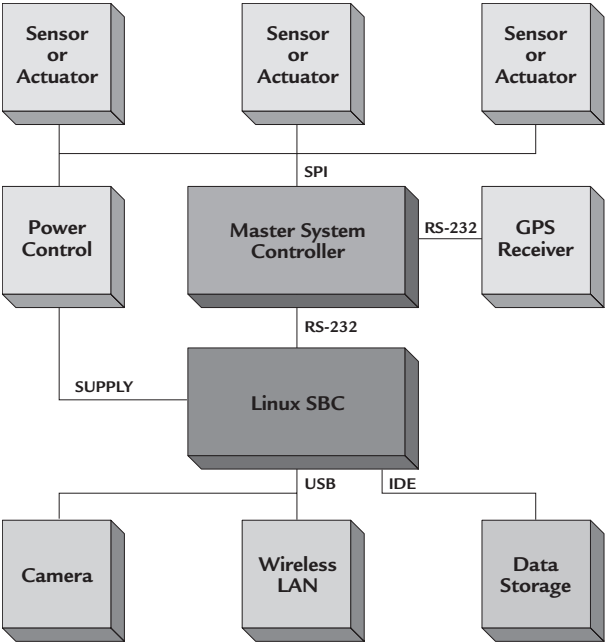 Sensor
or
Actuator
Sensor
or
Actuator
Sensor
or
Actuator
SPI
Power
Control
Master System
Controller
RS-232
GPS
Receiver
RS-232
SUPPLY
Linux SBC
USB
IDE
Camera
Wireless
LAN
Data
Storage